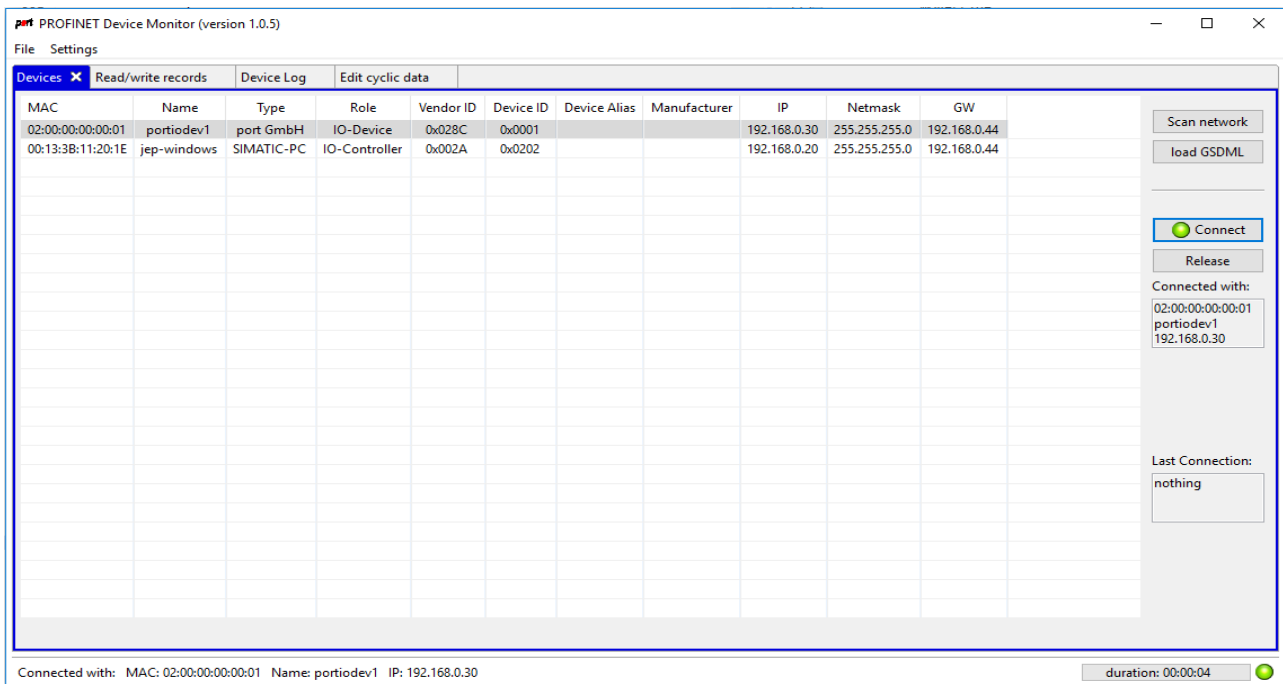 port PROFINET Device Monitor (version 1.0.5)
File Settings
Devices Read/write records Device Log Edit cyclic data
MAC Name Type Role Vendor ID Device ID Device Alias Manufacturer IP Netmask GW
02:00:00:00:00:01 portiodev1 port GmbH IO-Device 0x028C 0x0001 192.168.0.30 255.255.255.0 192.168.0.44
00:13:3B:11:20:1E jep-windows SIMATIC-PC IO-Controller 0x002A 0x0202 192.168.0.20 255.255.255.0 192.168.0.44
Scan network
load GSDML
Connect
Release
Connected with:
02:00:00:00:00:01
portiodev1
192.168.0.30
Last Connection:
nothing
Connected with: MAC: 02:00:00:00:00:01 Name: portiodev1 IP: 192.168.0.30
duration: 00:00:04